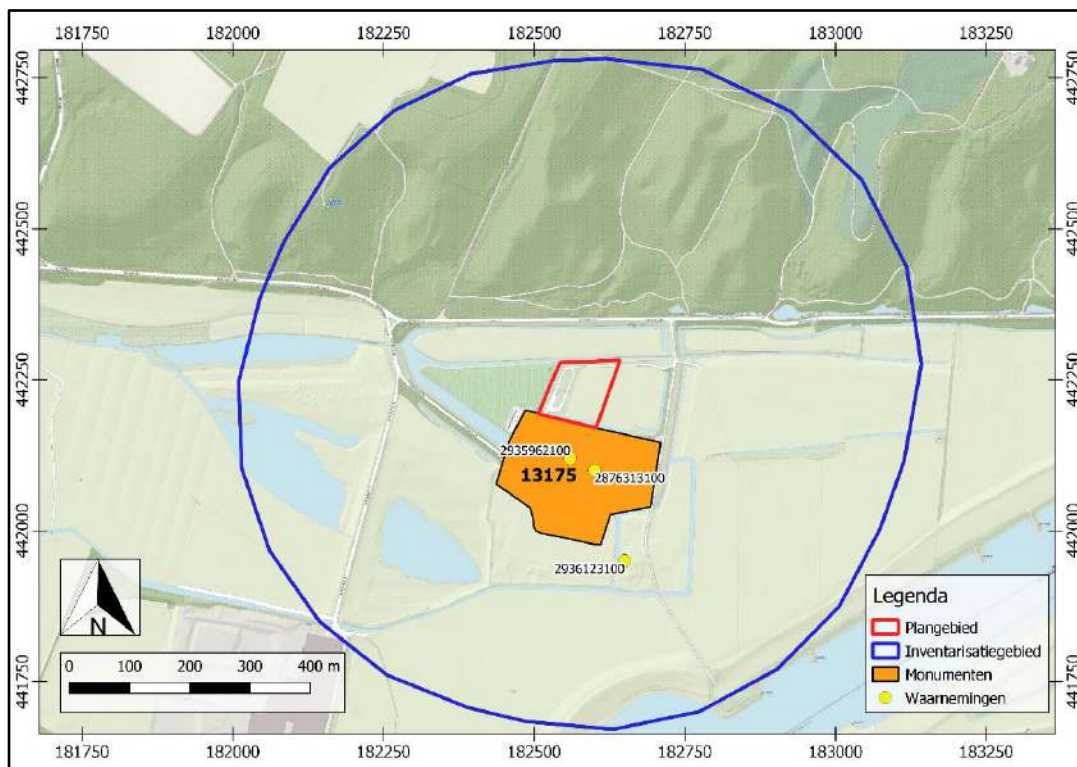 181750 182000 182250 182500 182750 183000 183250
442750 442750
442500 442500
442250 442250
2935962100
13175
2876313100
442000 442000
2936123100
Legenda
Plangebied
Inventarisatiegebied
Monumenten
Waarnemingen
N
0 100 200 300 400 m
441750 441750
181750 182000 182250 182500 182750 183000 183250